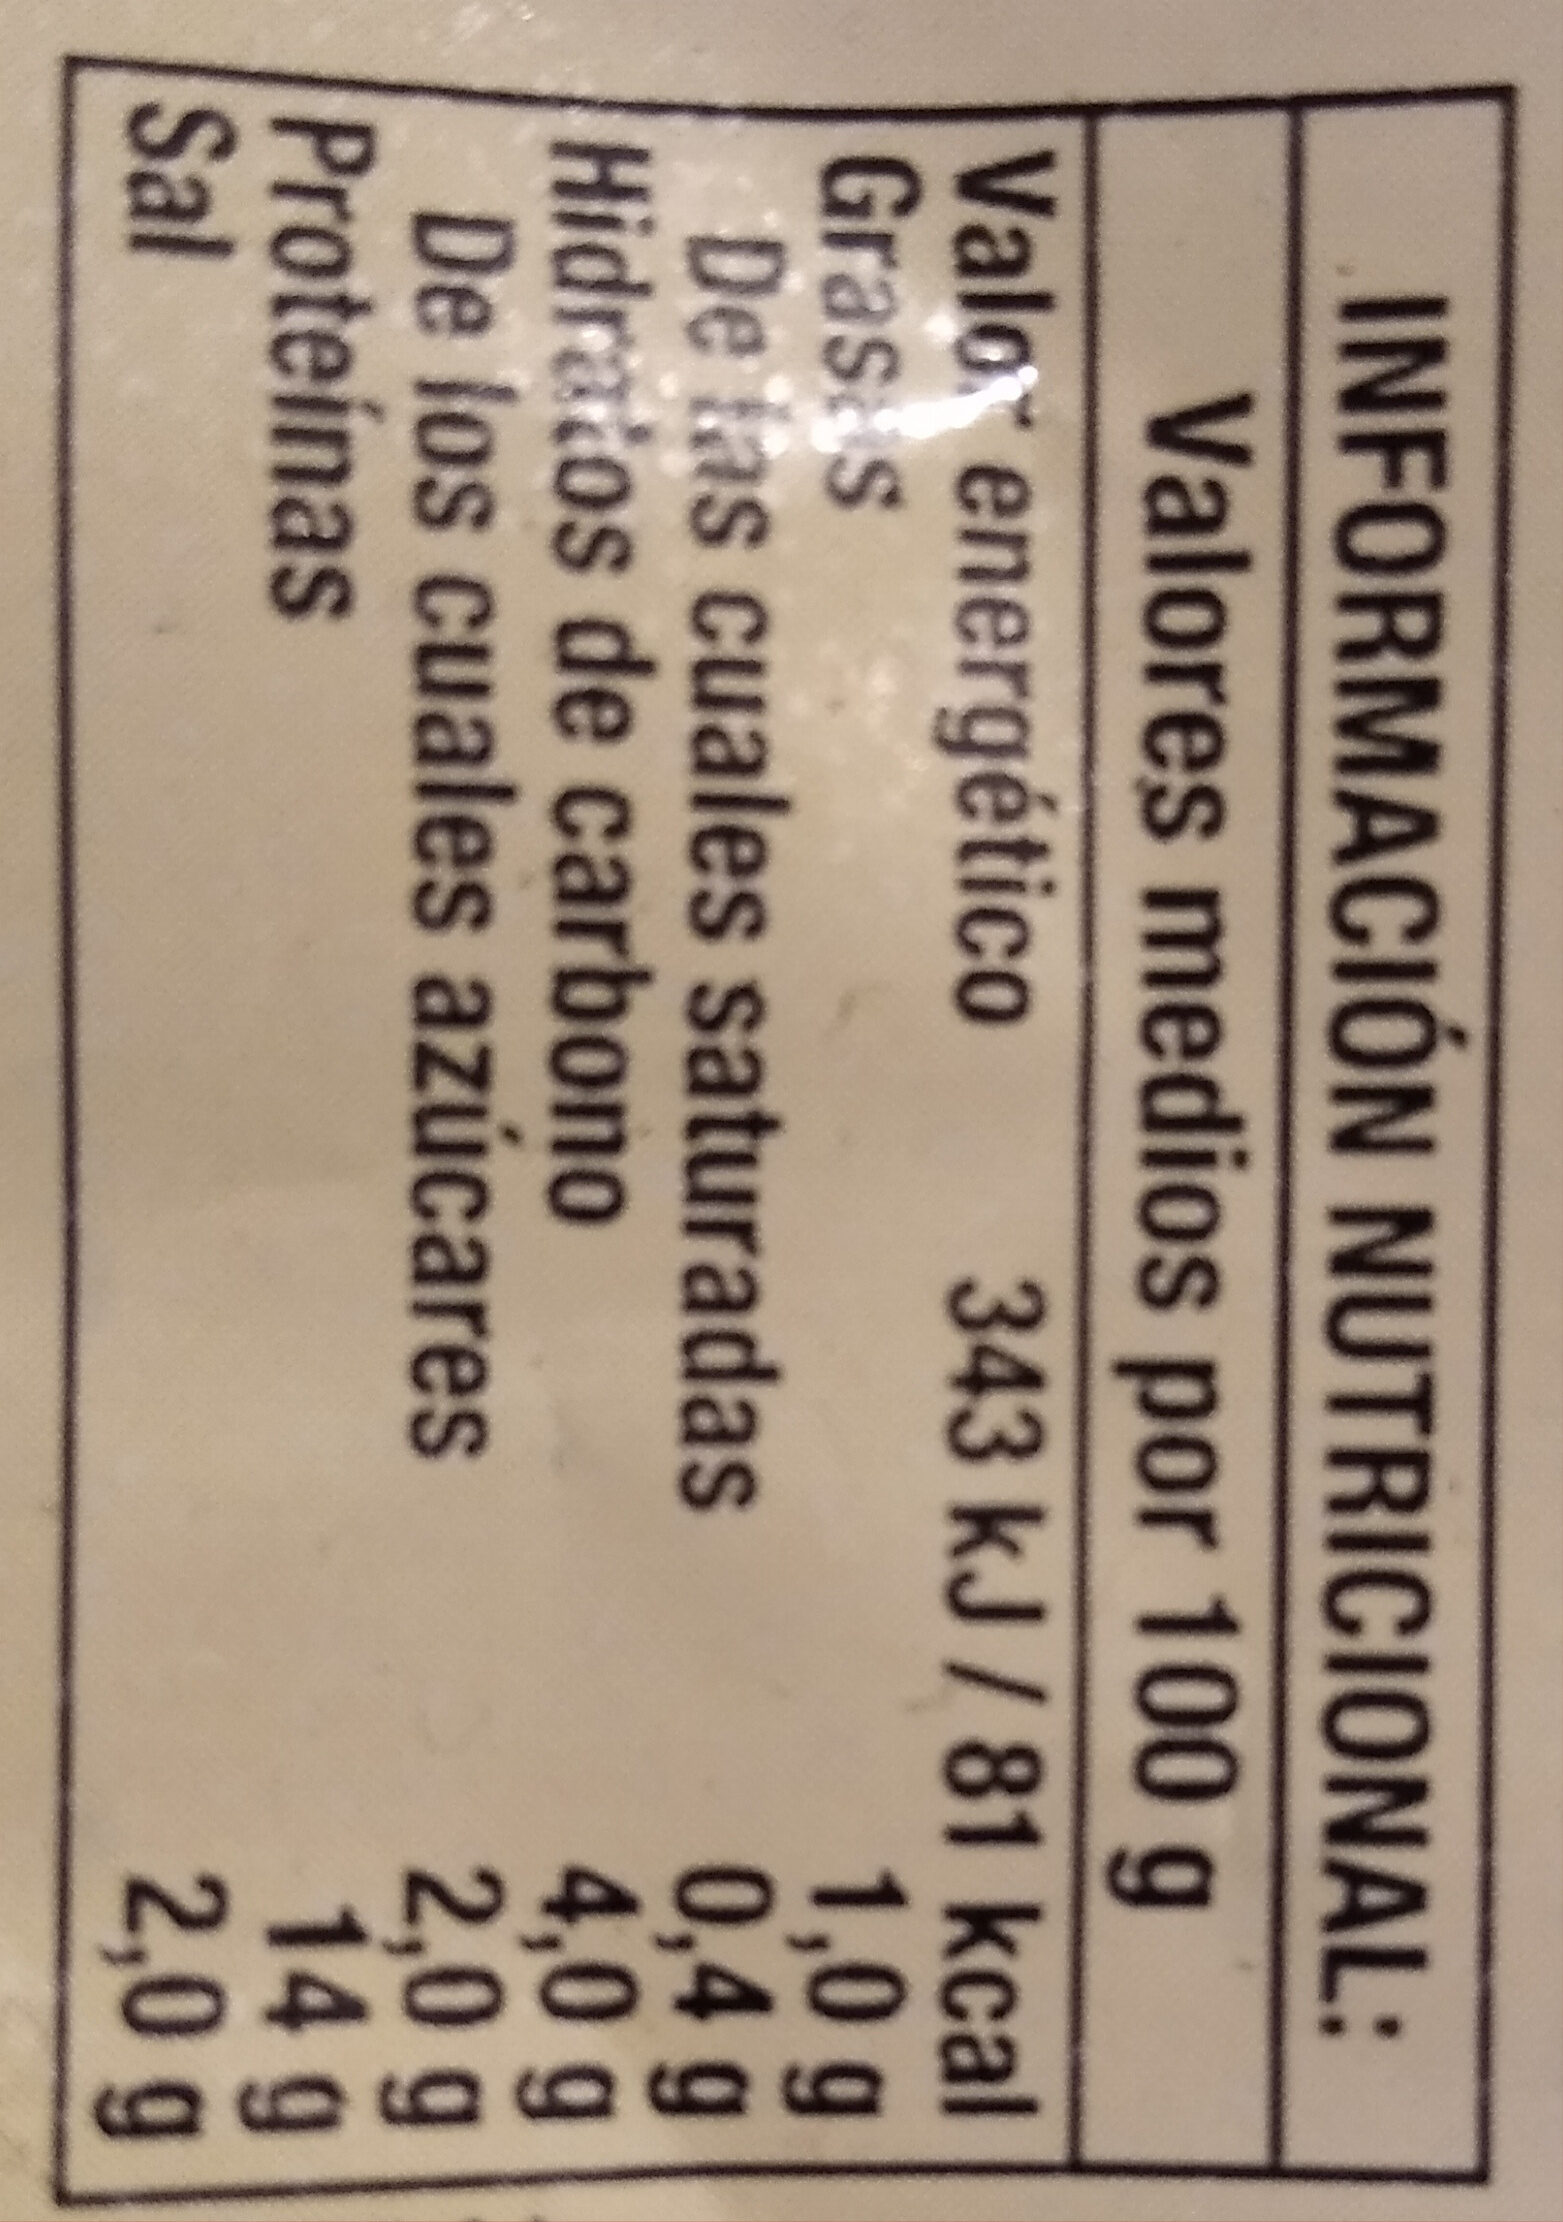 INFORMACIÓN NUTRICIONAL:
Valores medios por 100 g
Valor energético 343 kJ / 81 kcal
Grasas 1,0 g
De las cuales saturadas 0,4 g
Hidratos de carbono 4,0 g
De los cuales azúcares 2,0 g
Proteínas 14 g
Sal 2,0 g